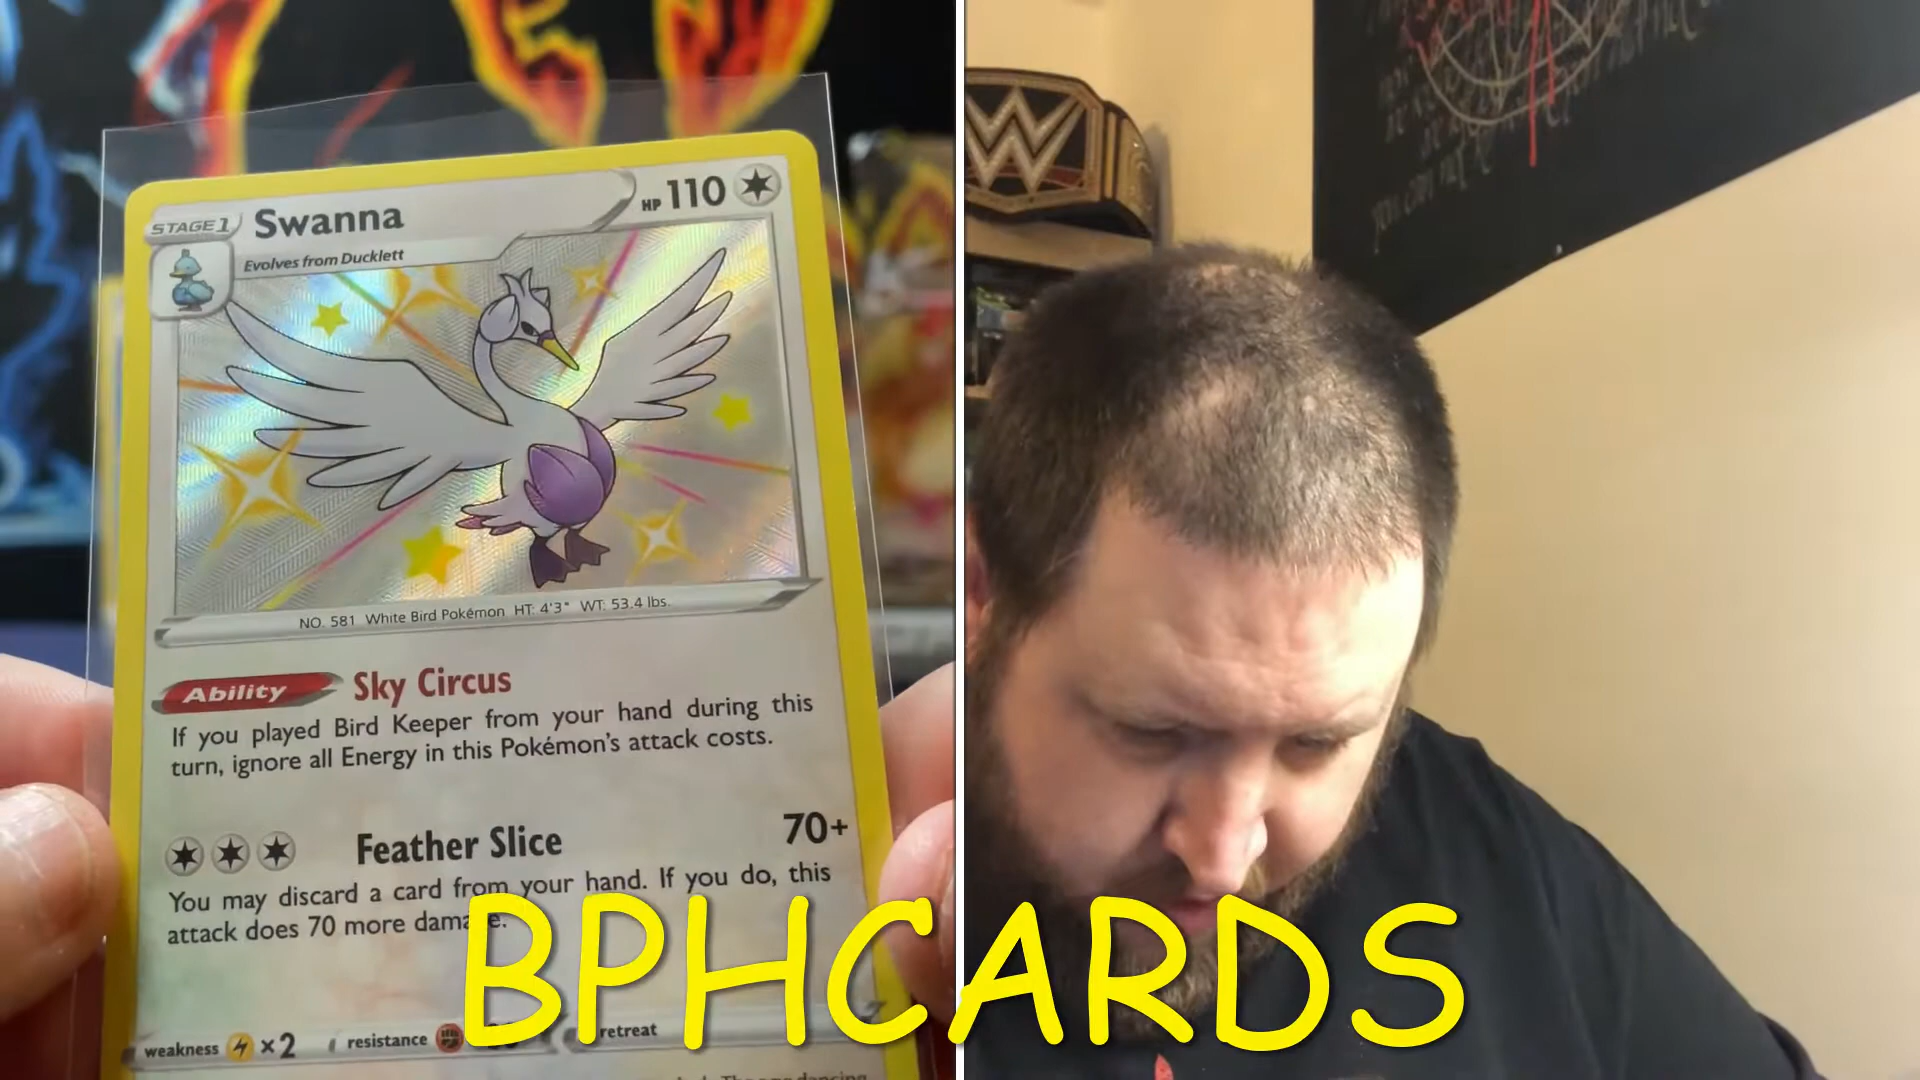 STAGE 1
Swanna
HP 110
Evolves from Ducklett
NO. 581 White Bird Pokémon HT: 4'3" WT: 53.4 lbs.
Ability Sky Circus
If you played Bird Keeper from your hand during this
turn, ignore all Energy in this Pokémon's attack costs.
Feather Slice 70+
You may discard a card from your hand. If you do, this
attack does 70 more damage.
weakness ×2 resistance retreat
W
BPHCARDS